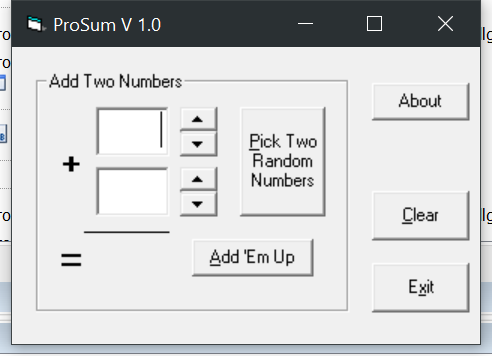 ProSum V 1.0
Add Two Numbers
About
+
Pick Two
Random
Numbers
Clear
=
Add 'Em Up
Exit